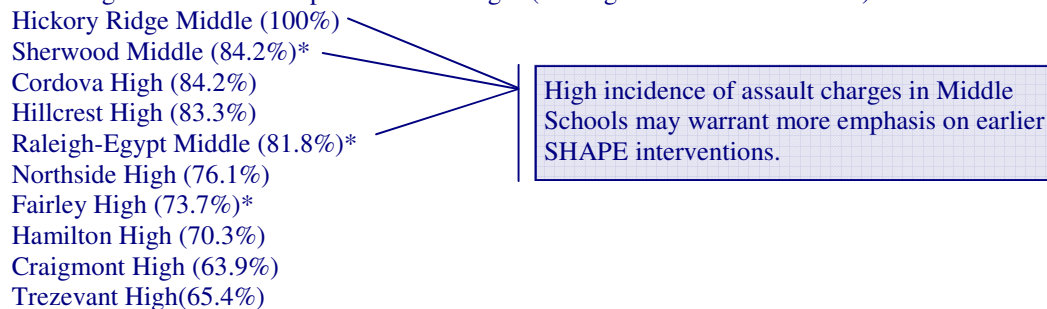 Hickory Ridge Middle (100%)
Sherwood Middle (84.2%)*
Cordova High (84.2%)
Hillcrest High (83.3%)
Raleigh-Egypt Middle (81.8%)*
Northside High (76.1%)
Fairley High (73.7%)*
Hamilton High (70.3%)
Craigmont High (63.9%)
Trezevant High(65.4%)
High incidence of assault charges in Middle
Schools may warrant more emphasis on earlier
SHAPE interventions.